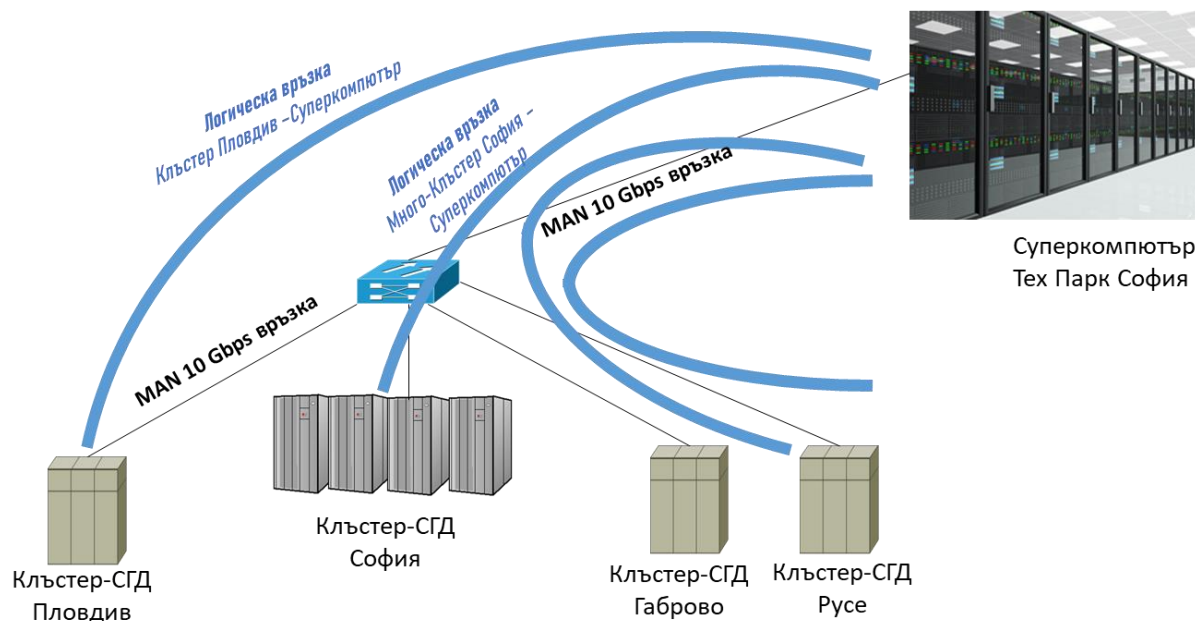 Логическа връзка
Клъстер Пловдив –Суперкомпютър
Логическа връзка
Много-Клъстер София –
Суперкомпютър
MAN 10 Gbps връзка
MAN 10 Gbps връзка
Суперкомпютър
Тех Парк София
Клъстер-СГД
Пловдив
Клъстер-СГД
София
Клъстер-СГД
Габрово
Клъстер-СГД
Русе